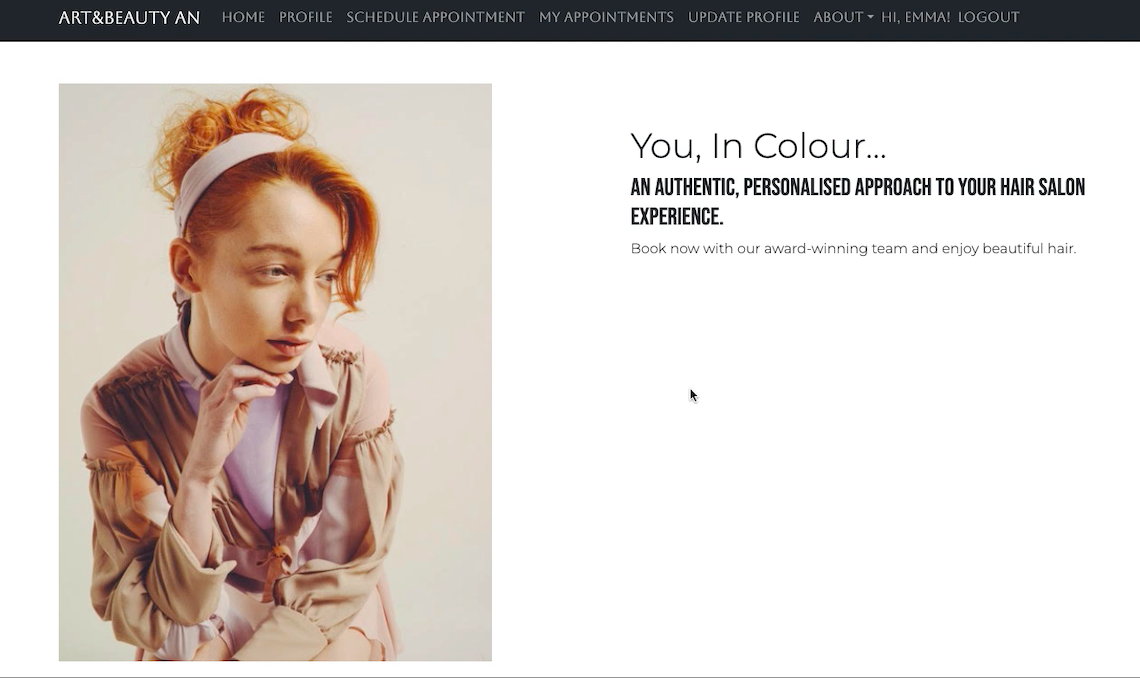 ART&BEAUTY AN HOME PROFILE SCHEDULE APPOINTMENT MY APPOINTMENTS UPDATE PROFILE ABOUT HI, EMMA! LOGOUT
You, In Colour...
AN AUTHENTIC, PERSONALISED APPROACH TO YOUR HAIR SALON
EXPERIENCE.
Book now with our award-winning team and enjoy beautiful hair.